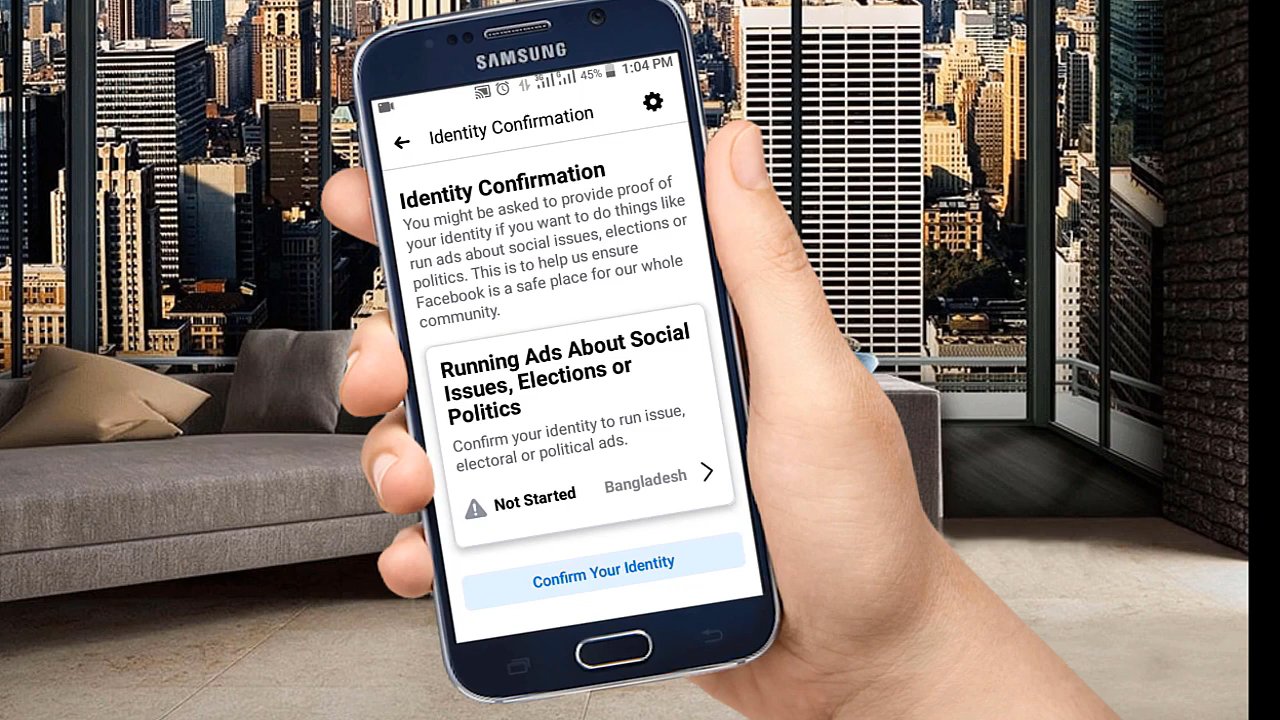 SAMSUNG
3G 6 45% 1:04 PM
Identity Confirmation
Identity Confirmation
You might be asked to provide proof of
your identity if you want to do things like
run ads about social issues, elections or
politics. This is to help us ensure
Facebook is a safe place for our whole
community.
Running Ads About Social
Issues, Elections or
Politics
Confirm your identity to run issue,
electoral or political ads.
Not Started Bangladesh
Confirm Your Identity